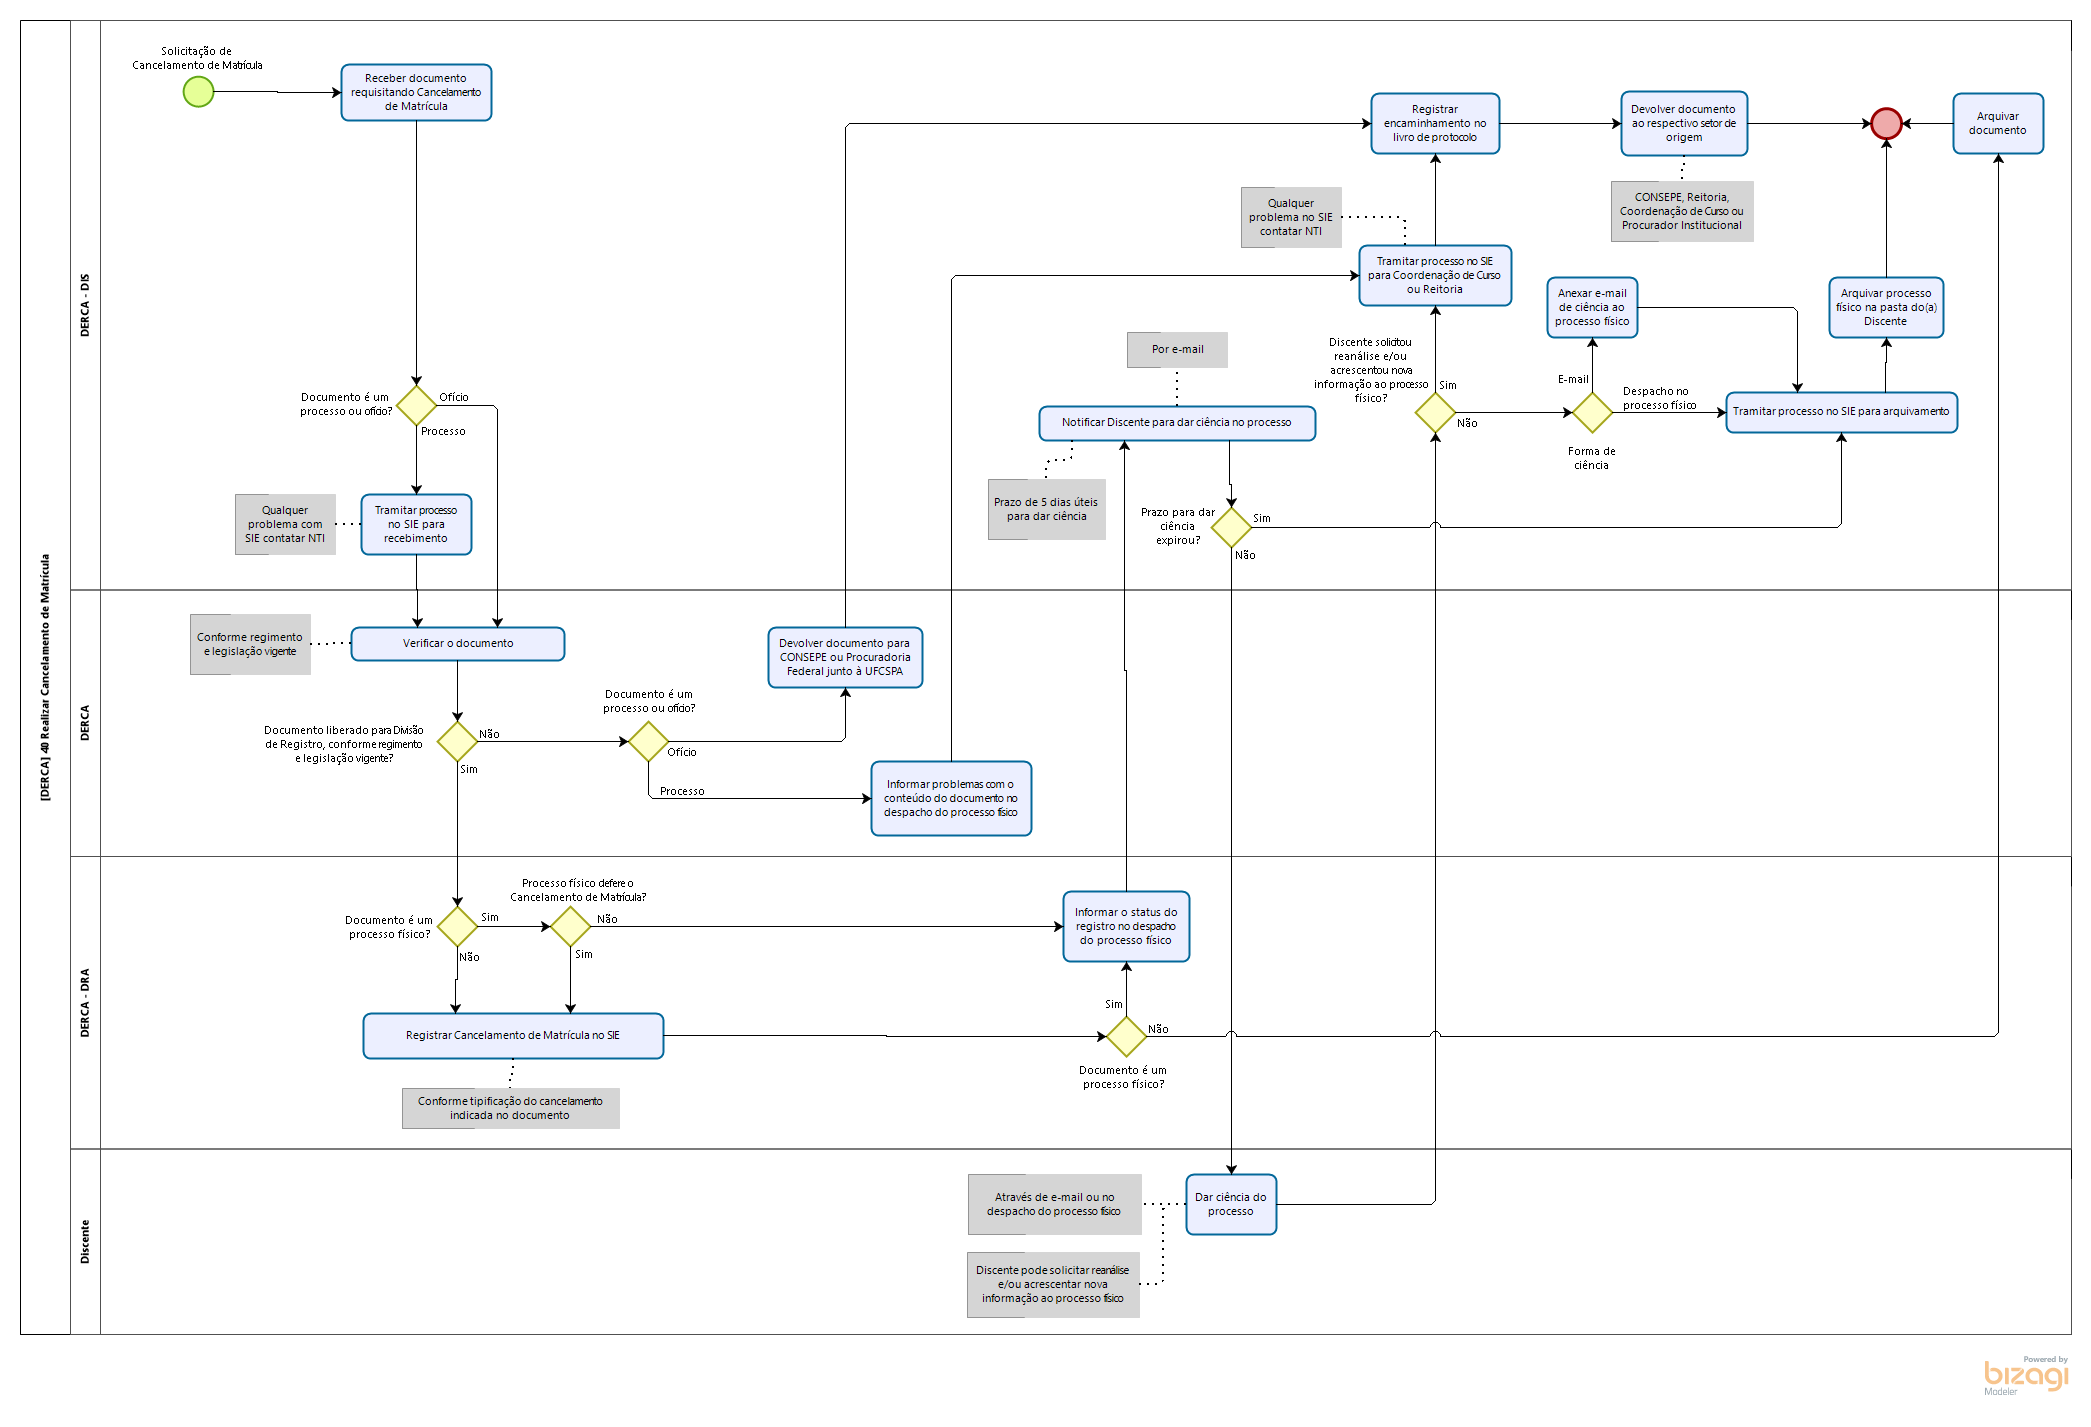 [DERCA] 40 Realizar Cancelamento de Matrícula
DERCA - DIS
Solicitação de
Cancelamento de Matrícula
Receber documento
requisitando Cancelamento
de Matrícula
Documento é um
processo ou ofício?
Ofício
Processo
Qualquer
problema com
SIE contatar NTI
Tramitar processo
no SIE para
recebimento
Registrar
encaminhamento no
livro de protocolo
Devolver documento
ao respectivo setor de
origem
Arquivar
documento
CONSEPE, Reitoria,
Coordenação de Curso ou
Procurador Institucional
Qualquer
problema no SIE
contatar NTI
Tramitar processo no SIE
para Coordenação de Curso
ou Reitoria
Anexar e-mail
de ciência ao
processo físico
Arquivar processo
físico na pasta do(a)
Discente
Por e-mail
Discente solicitou
reanálise e/ou
acrescentou nova
informação ao processo
físico?
Sim
Não
E-mail
Despacho no
processo físico
Forma de
ciência
Tramitar processo no SIE para arquivamento
Notificar Discente para dar ciência no processo
Prazo de 5 dias úteis
para dar ciência
Prazo para dar
ciência
expirou?
Sim
Não
DERCA
Conforme regimento
e legislação vigente
Verificar o documento
Documento liberado para Divisão
de Registro, conforme regimento
e legislação vigente?
Não
Sim
Documento é um
processo ou ofício?
Ofício
Processo
Devolver documento para
CONSEPE ou Procuradoria
Federal junto à UFCSPA
Informar problemas com o
conteúdo do documento no
despacho do processo físico
DERCA - DRA
Documento é um
processo físico?
Sim
Não
Processo físico defere o
Cancelamento de Matrícula?
Não
Sim
Informar o status do
registro no despacho
do processo físico
Registrar Cancelamento de Matrícula no SIE
Conforme tipificação do cancelamento
indicada no documento
Sim
Não
Documento é um
processo físico?
Discente
Através de e-mail ou no
despacho do processo físico
Dar ciência do
processo
Discente pode solicitar reanálise
e/ou acrescentar nova
informação ao processo físico
Powered by
bizagi
Modeler